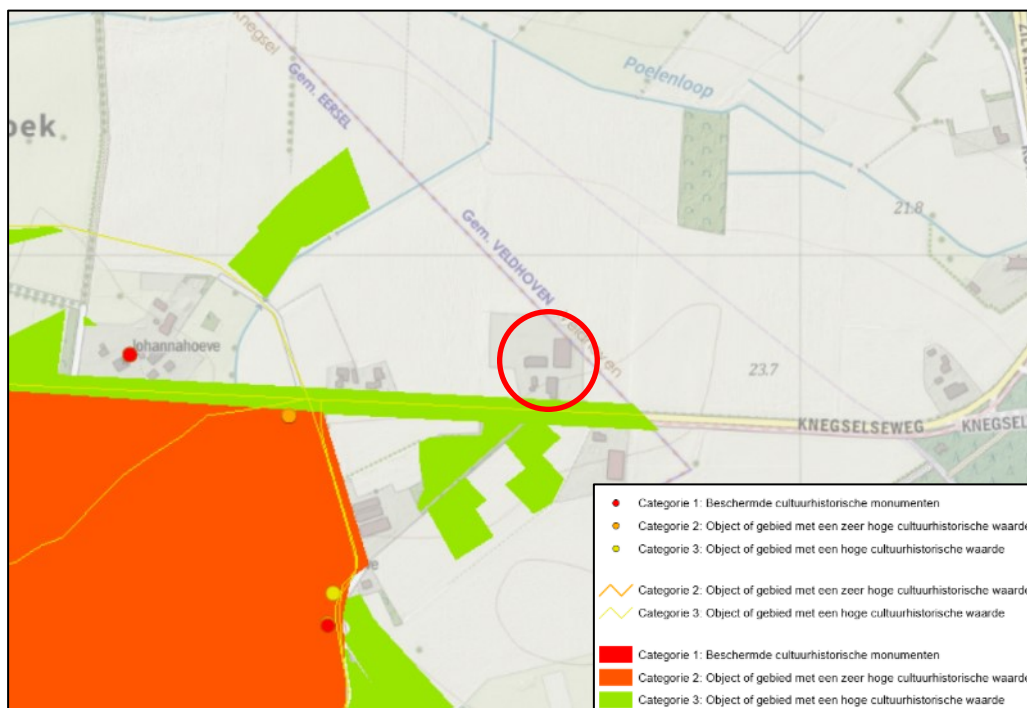 Knegsel
Gem. EERSEL
Poelenloop
oek
21.8
Gem. VELDHOVEN
Johannahoeve
23.7
KNEGSELSEWEG
KNEGSEL
Categorie 1: Beschermde cultuurhistorische monumenten
Categorie 2: Object of gebied met een zeer hoge cultuurhistorische waarde
Categorie 3: Object of gebied met een hoge cultuurhistorische waarde
Categorie 2: Object of gebied met een zeer hoge cultuurhistorische waarde
Categorie 3: Object of gebied met een hoge cultuurhistorische waarde
Categorie 1: Beschermde cultuurhistorische monumenten
Categorie 2: Object of gebied met een zeer hoge cultuurhistorische waarde
Categorie 3: Object of gebied met een hoge cultuurhistorische waarde